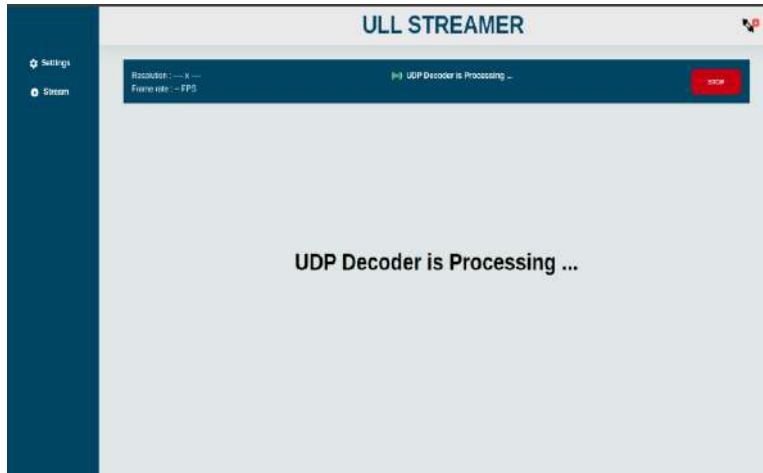 ULL STREAMER
Settings
Stream
Resolution : --- x ---
Frame rate : -- FPS
UDP Decoder is Processing ...
STOP
UDP Decoder is Processing ...